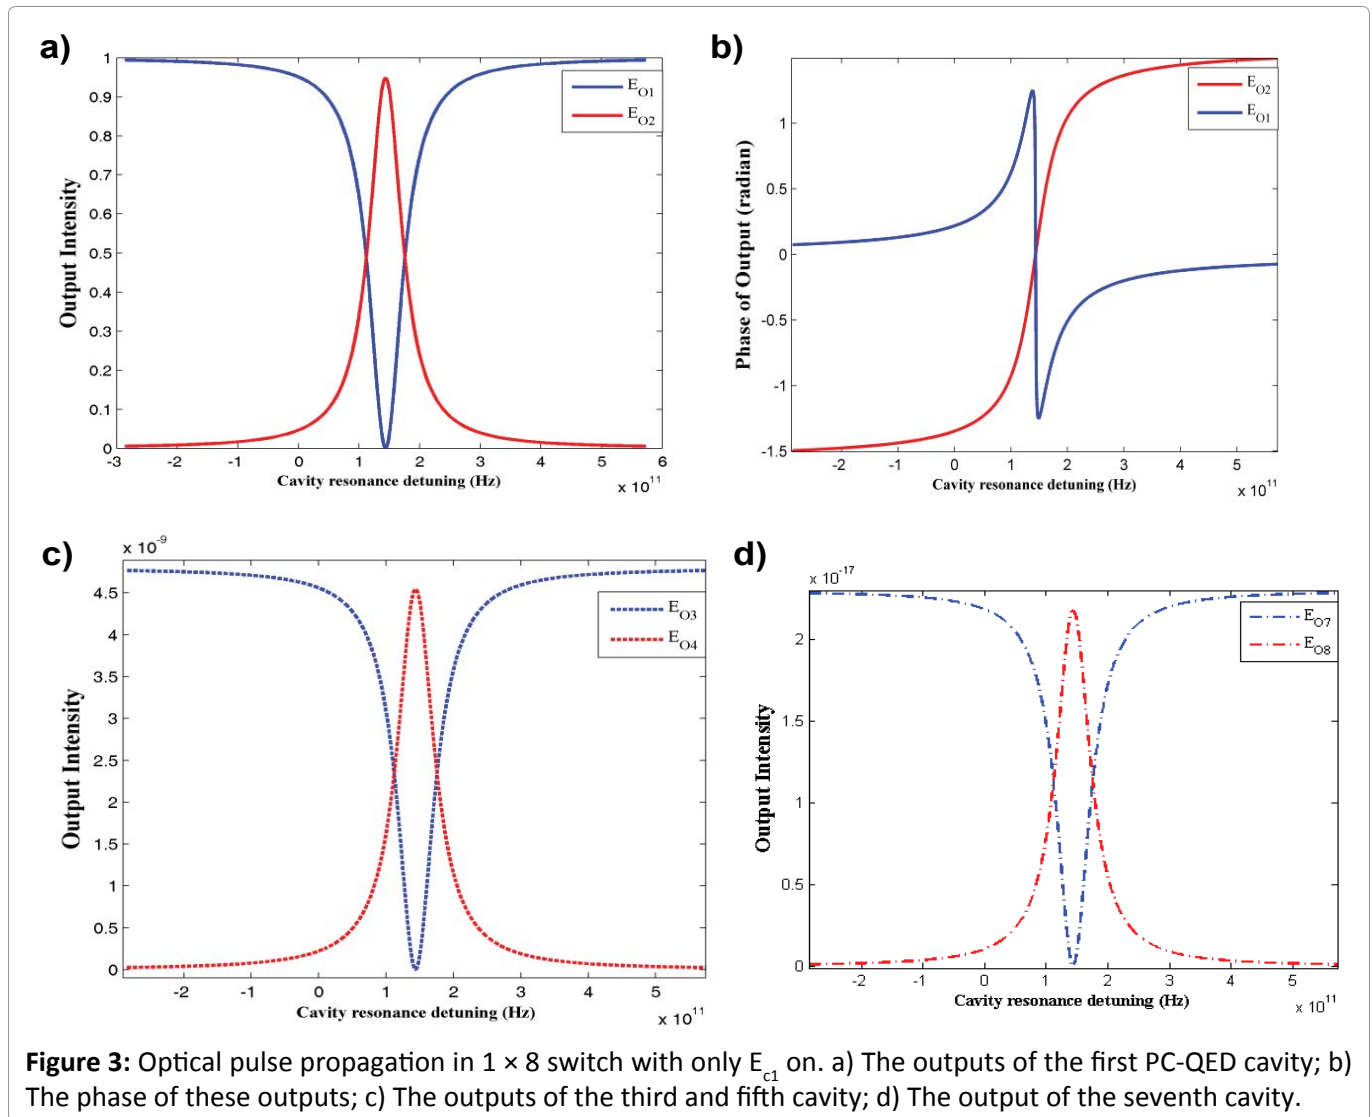 a)
1
0.9
0.8
0.7
0.6
0.5
0.4
0.3
0.2
0.1
0
Output Intensity
E_O1
E_O2
-3 -2 -1 0 1 2 3 4 5 6
Cavity resonance detuning (Hz)
x 10^11
b)
1
0.5
0
-0.5
-1
-1.5
Phase of Output (radian)
E_O2
E_O1
-2 -1 0 1 2 3 4 5
Cavity resonance detuning (Hz)
x 10^11
c)
x 10^-9
4.5
4
3.5
3
2.5
2
1.5
1
0.5
0
Output Intensity
E_O3
E_O4
-2 -1 0 1 2 3 4 5
Cavity resonance detuning (Hz)
x 10^11
d)
x 10^-17
2
1.5
1
0.5
0
Output Intensity
E_O7
E_O8
-2 -1 0 1 2 3 4 5
Cavity resonance detuning (Hz)
x 10^11
Figure 3: Optical pulse propagation in 1 × 8 switch with only E_c1 on. a) The outputs of the first PC-QED cavity; b)
The phase of these outputs; c) The outputs of the third and fifth cavity; d) The output of the seventh cavity.